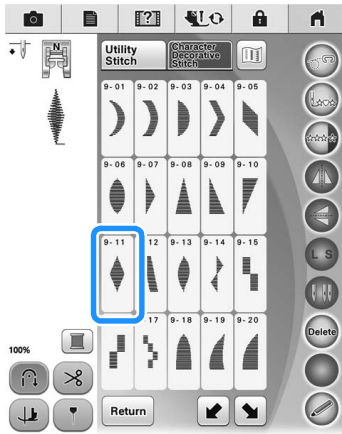 N
Utility
Stitch
Character
Decorative
Stitch
9-01 9-02 9-03 9-04 9-05
9-06 9-07 9-08 9-09 9-10
9-11 12 9-13 9-14 9-15
17 9-18 9-19 9-20
L S
Delete
100%
Return